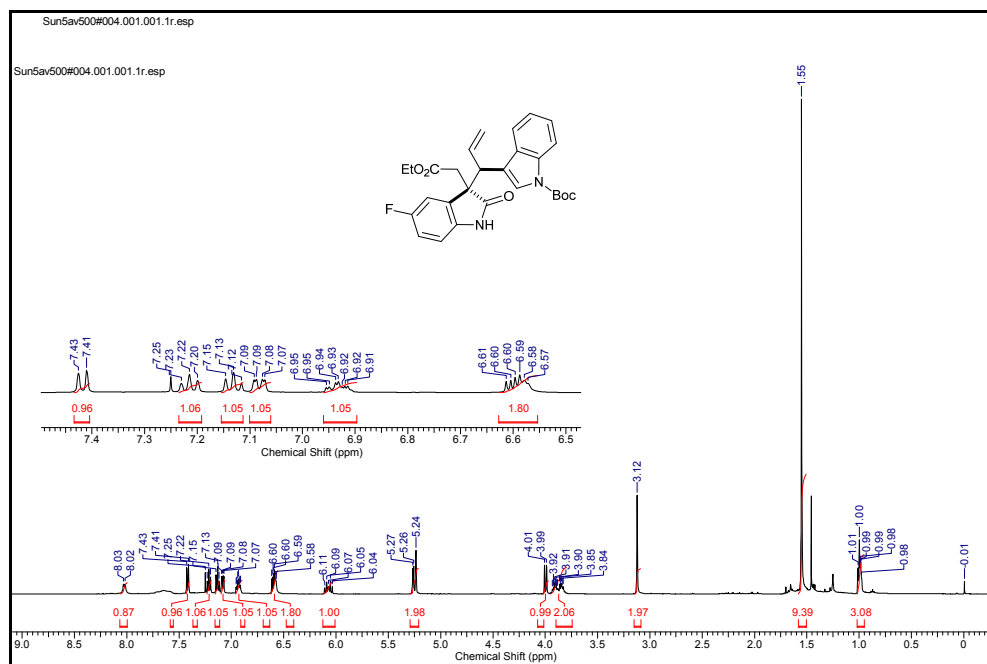 Sun5av500#004.001.001.1r.esp
Sun5av500#004.001.001.1r.esp
1.55
EtO2C
N
Boc
O
F
NH
7.43 7.41 7.25 7.23 7.22 7.20 7.15 7.13 7.12 7.09 7.09 7.08 7.07 6.95 6.95 6.94 6.93 6.92 6.92 6.91 6.61 6.60 6.60 6.59 6.58 6.57
0.96 1.06 1.05 1.05 1.05 1.80
7.4 7.3 7.2 7.1 7.0 6.9 6.8 6.7 6.6 6.5
Chemical Shift (ppm)
8.03 8.02 7.43 7.41 7.25 7.22 7.15 7.13 7.09 7.09 7.08 7.07 6.60 6.60 6.59 6.58 6.11 6.09 6.07 6.05 6.04 5.27 5.26 5.24 4.01 3.99 3.92 3.91 3.90 3.85 3.84 3.12 1.01 1.00 0.99 0.99 0.98 0.98 0.01
0.87 0.96 1.06 1.05 1.05 1.05 1.80 1.00 1.98 0.99 2.06 1.97 9.39 3.08
9.0 8.5 8.0 7.5 7.0 6.5 6.0 5.5 5.0 4.5 4.0 3.5 3.0 2.5 2.0 1.5 1.0 0.5 0
Chemical Shift (ppm)